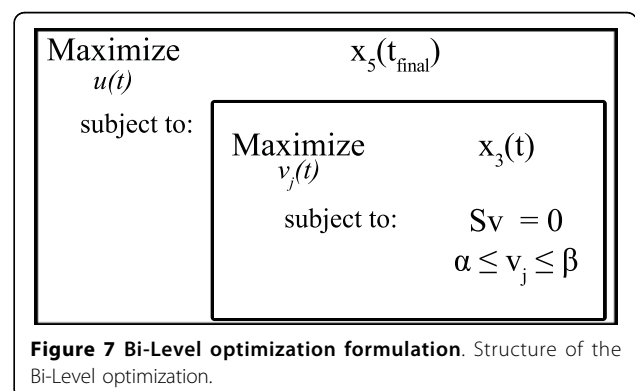 Maximize x₅(t_final)
u(t)
subject to:
Maximize x₃(t)
vⱼ(t)
subject to: Sv = 0
α ≤ vⱼ ≤ β
Figure 7 Bi-Level optimization formulation. Structure of the
Bi-Level optimization.